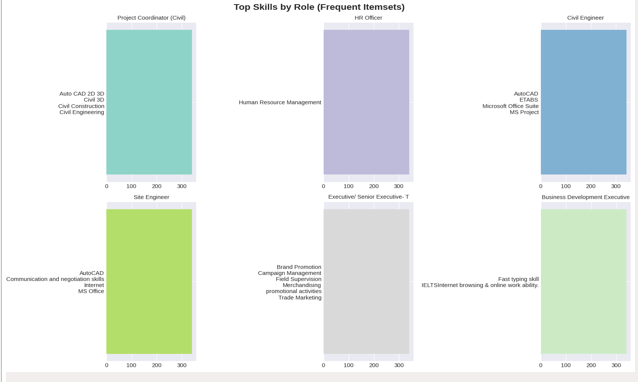 Top Skills by Role (Frequent Itemsets)
Project Coordinator (Civil)
Auto CAD 2D 3D
Civil 3D
Civil Construction
Civil Engineering
0 100 200 300
HR Officer
Human Resource Management
0 100 200 300
Civil Engineer
AutoCAD
ETABS
Microsoft Office Suite
MS Project
0 100 200 300
Site Engineer
AutoCAD
Communication and negotiation skills
Internet
MS Office
0 100 200 300
Executive/ Senior Executive- T
Brand Promotion
Campaign Management
Field Supervision
Merchandising
promotional activities
Trade Marketing
0 100 200 300
Business Development Executive
Fast typing skill
IELTSInternet browsing & online work ability.
0 100 200 300